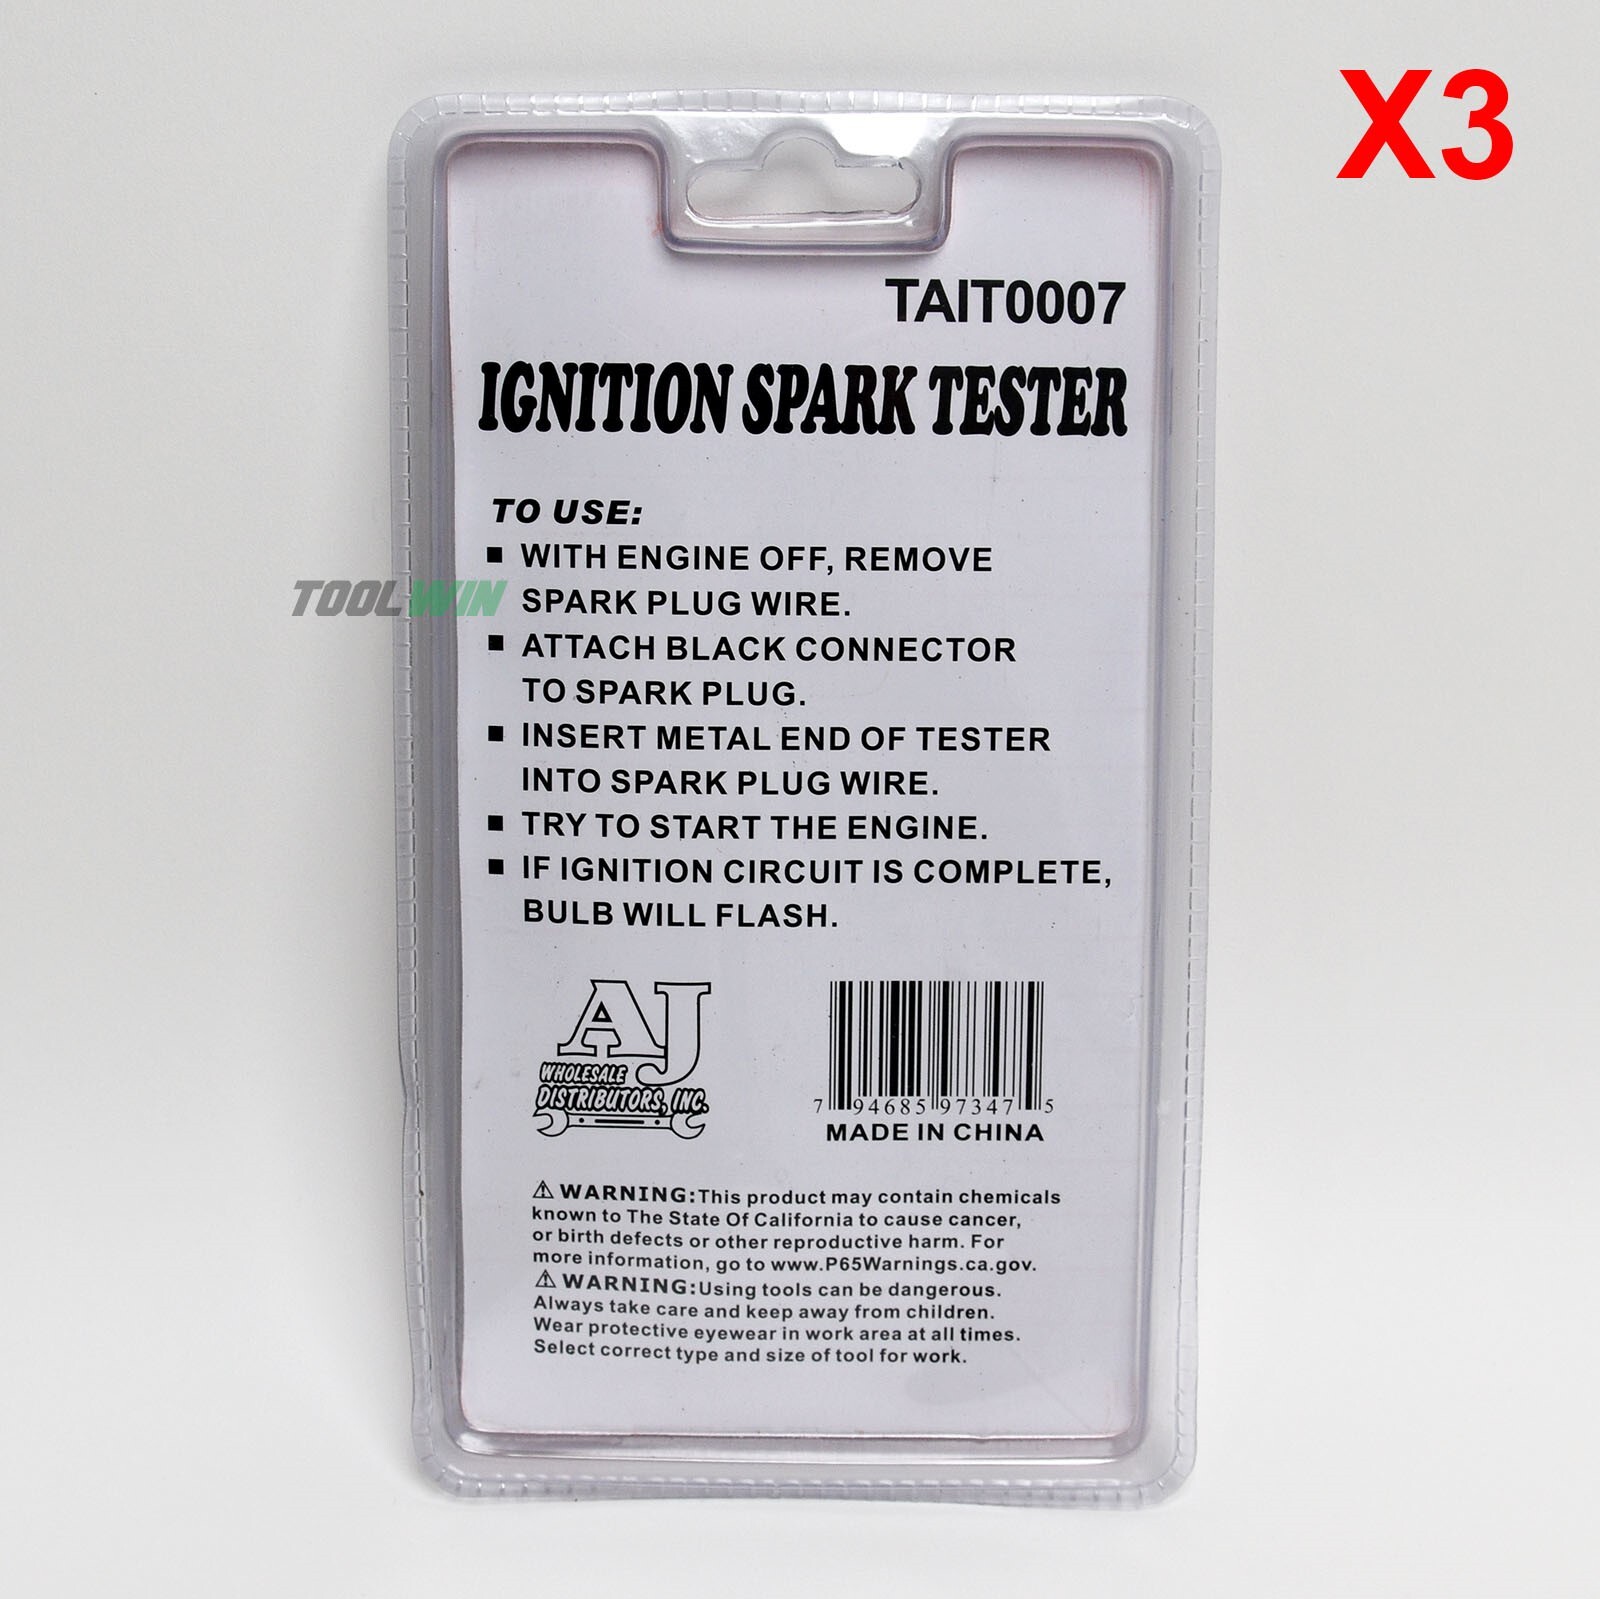 X3
TAIT0007
IGNITION SPARK TESTER
TO USE:
■ WITH ENGINE OFF, REMOVE
SPARK PLUG WIRE.
TOOLWIN
■ ATTACH BLACK CONNECTOR
TO SPARK PLUG.
■ INSERT METAL END OF TESTER
INTO SPARK PLUG WIRE.
■ TRY TO START THE ENGINE.
■ IF IGNITION CIRCUIT IS COMPLETE,
BULB WILL FLASH.
AJ
WHOLESALE
DISTRIBUTORS, INC.
7 94685 97347 5
MADE IN CHINA
⚠ WARNING: This product may contain chemicals
known to The State Of California to cause cancer,
or birth defects or other reproductive harm. For
more information, go to www.P65Warnings.ca.gov.
⚠ WARNING: Using tools can be dangerous.
Always take care and keep away from children.
Wear protective eyewear in work area at all times.
Select correct type and size of tool for work.